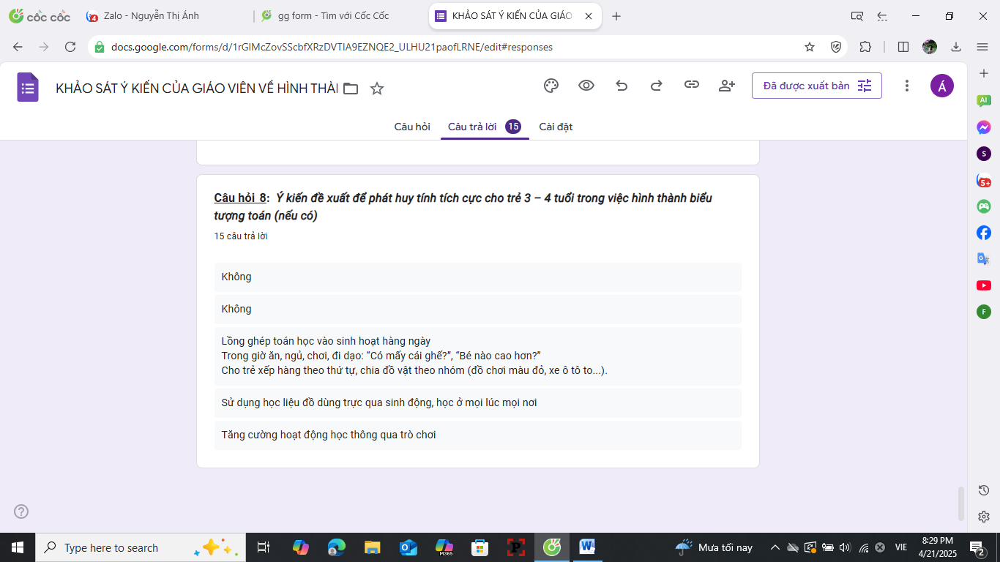 cốc cốc
4
Zalo - Nguyễn Thị Ánh
gg form - Tìm với Cốc Cốc
KHẢO SÁT Ý KIẾN CỦA GIÁO
docs.google.com/forms/d/1rGIMcZovSScbfXRzDVTIA9EZNQE2_ULHU21paofLRNE/edit#responses
KHẢO SÁT Ý KIẾN CỦA GIÁO VIÊN VỀ HÌNH THÀN
Đã được xuất bản
Á
Câu hỏi
Câu trả lời
15
Cài đặt
AI
S
5+
F
Câu hỏi 8: Ý kiến đề xuất để phát huy tính tích cực cho trẻ 3 – 4 tuổi trong việc hình thành biểu
tượng toán (nếu có)
15 câu trả lời
Không
Không
Lồng ghép toán học vào sinh hoạt hàng ngày
Trong giờ ăn, ngủ, chơi, đi dạo: “Có mấy cái ghế?”, “Bé nào cao hơn?”
Cho trẻ xếp hàng theo thứ tự, chia đồ vật theo nhóm (đồ chơi màu đỏ, xe ô tô to...).
Sử dụng học liệu đồ dùng trực qua sinh động, học ở mọi lúc mọi nơi
Tăng cường hoạt động học thông qua trò chơi
Type here to search
M365
Mưa tối nay
VIE
8:29 PM
4/21/2025
2